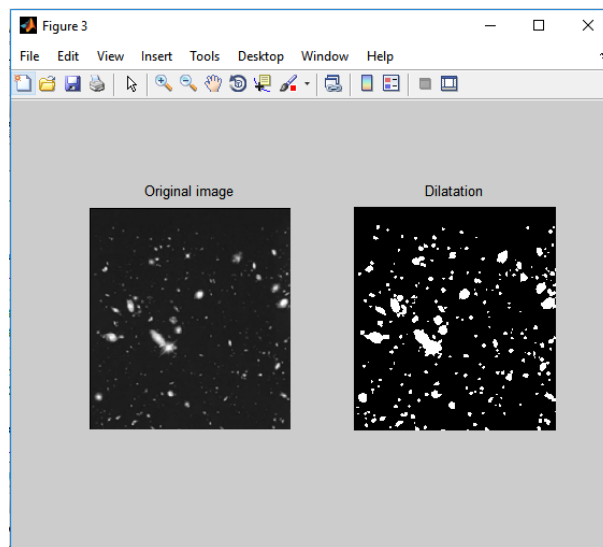 Figure 3
File Edit View Insert Tools Desktop Window Help
Original image
Dilatation